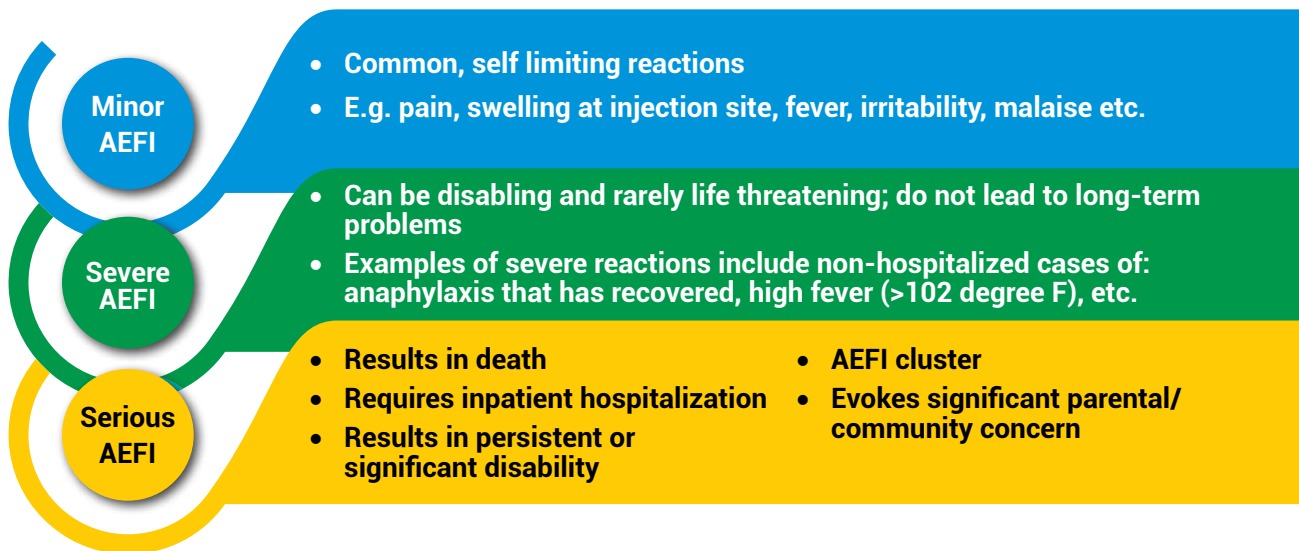 Minor
AEFI
• Common, self limiting reactions
• E.g. pain, swelling at injection site, fever, irritability, malaise etc.
Severe
AEFI
• Can be disabling and rarely life threatening; do not lead to long-term
problems
• Examples of severe reactions include non-hospitalized cases of:
anaphylaxis that has recovered, high fever (>102 degree F), etc.
Serious
AEFI
• Results in death
• Requires inpatient hospitalization
• Results in persistent or
significant disability
• AEFI cluster
• Evokes significant parental/
community concern